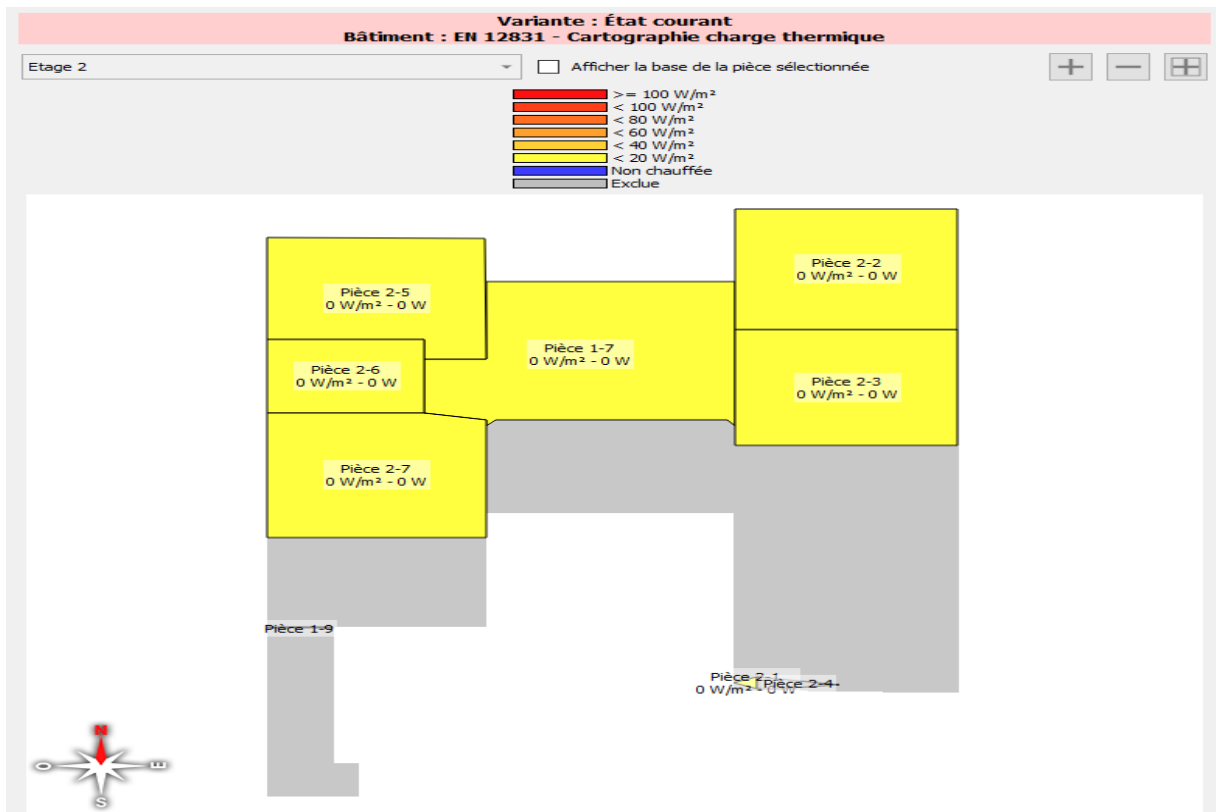 Variante : État courant
Bâtiment : EN 12831 - Cartographie charge thermique
Etage 2
Afficher la base de la pièce sélectionnée
>= 100 W/m²
< 100 W/m²
< 80 W/m²
< 60 W/m²
< 40 W/m²
< 20 W/m²
Non chauffée
Exclue
Pièce 2-2
0 W/m² - 0 W
Pièce 2-5
0 W/m² - 0 W
Pièce 1-7
0 W/m² - 0 W
Pièce 2-6
0 W/m² - 0 W
Pièce 2-3
0 W/m² - 0 W
Pièce 2-7
0 W/m² - 0 W
Pièce 1-9
Pièce 2-1
0 W/m² - 0 W
Pièce 2-4
N
O
E
S